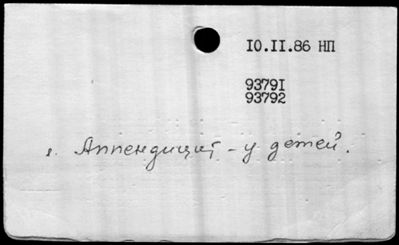 10.II.86 НП
93791
93792
1. Аппендицит - у детей.